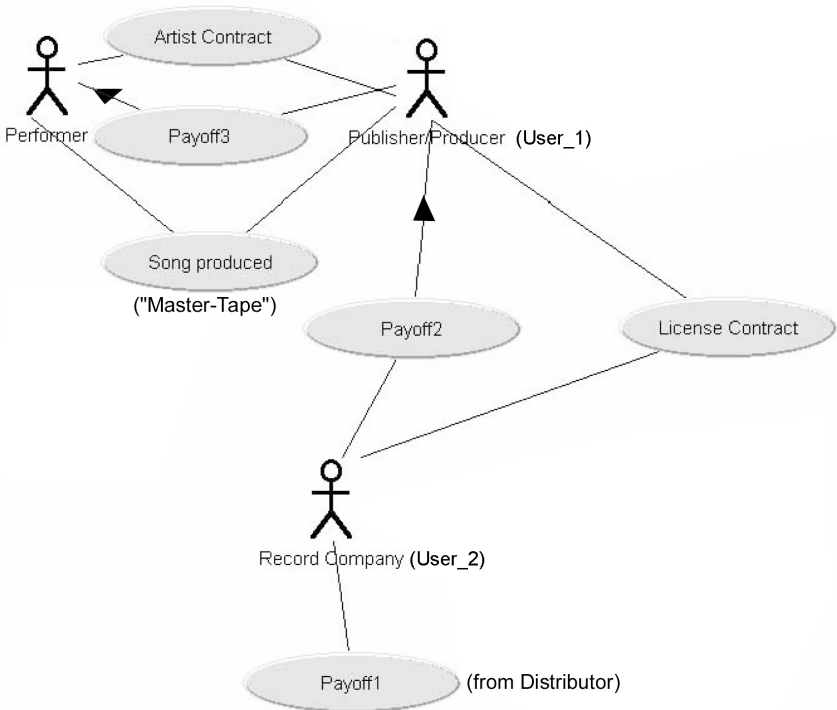 Artist Contract
Performer
Payoff3
Publisher/Producer (User_1)
Song produced
("Master-Tape")
Payoff2
License Contract
Record Company (User_2)
Payoff1
(from Distributor)